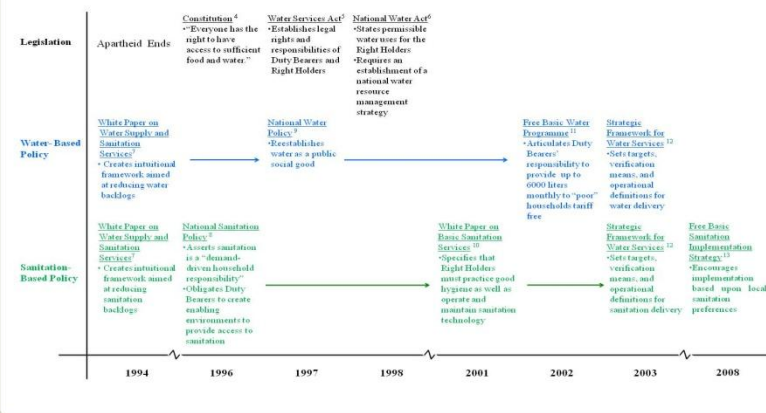 Legislation
Apartheid Ends
Constitution 4
•"Everyone has the
right to have
access to sufficient
food and water."
Water Services Act5
•Establishes legal
rights and
responsibilities of
Duty Bearers and
Right Holders
National Water Act6
•States permissible
water uses for the
Right Holders
•Requires an
establishment of a
national water
resource
management
strategy
Water-Based
Policy
White Paper on
Water Supply and
Sanitation
Services7
• Creates intuitional
framework aimed
at reducing water
backlogs
National Water
Policy 9
•Reestablishes
water as a public
social good
Free Basic Water
Programme 11
•Articulates Duty
Bearers'
responsibility to
provide up to
6000 liters
monthly to "poor"
households tariff
free
Strategic
Framework for
Water Services 12
•Sets targets,
verification
means, and
operational
definitions for
water delivery
Sanitation-
Based Policy
White Paper on
Water Supply and
Sanitation
Services7
• Creates intuitional
framework aimed
at reducing
sanitation
backlogs
National Sanitation
Policy 8
•Asserts sanitation
is a "demand-
driven household
responsibility"
•Obligates Duty
Bearers to create
enabling
environments to
provide access to
sanitation
White Paper on
Basic Sanitation
Services 10
•Specifies that
Right Holders
must practice good
hygiene as well as
operate and
maintain sanitation
technology
Strategic
Framework for
Water Services 12
•Sets targets,
verification
means, and
operational
definitions for
sanitation delivery
Free Basic
Sanitation
Implementation
Strategy 13
•Encourages
implementation
based upon local
sanitation
preferences
1994
1996
1997
1998
2001
2002
2003
2008